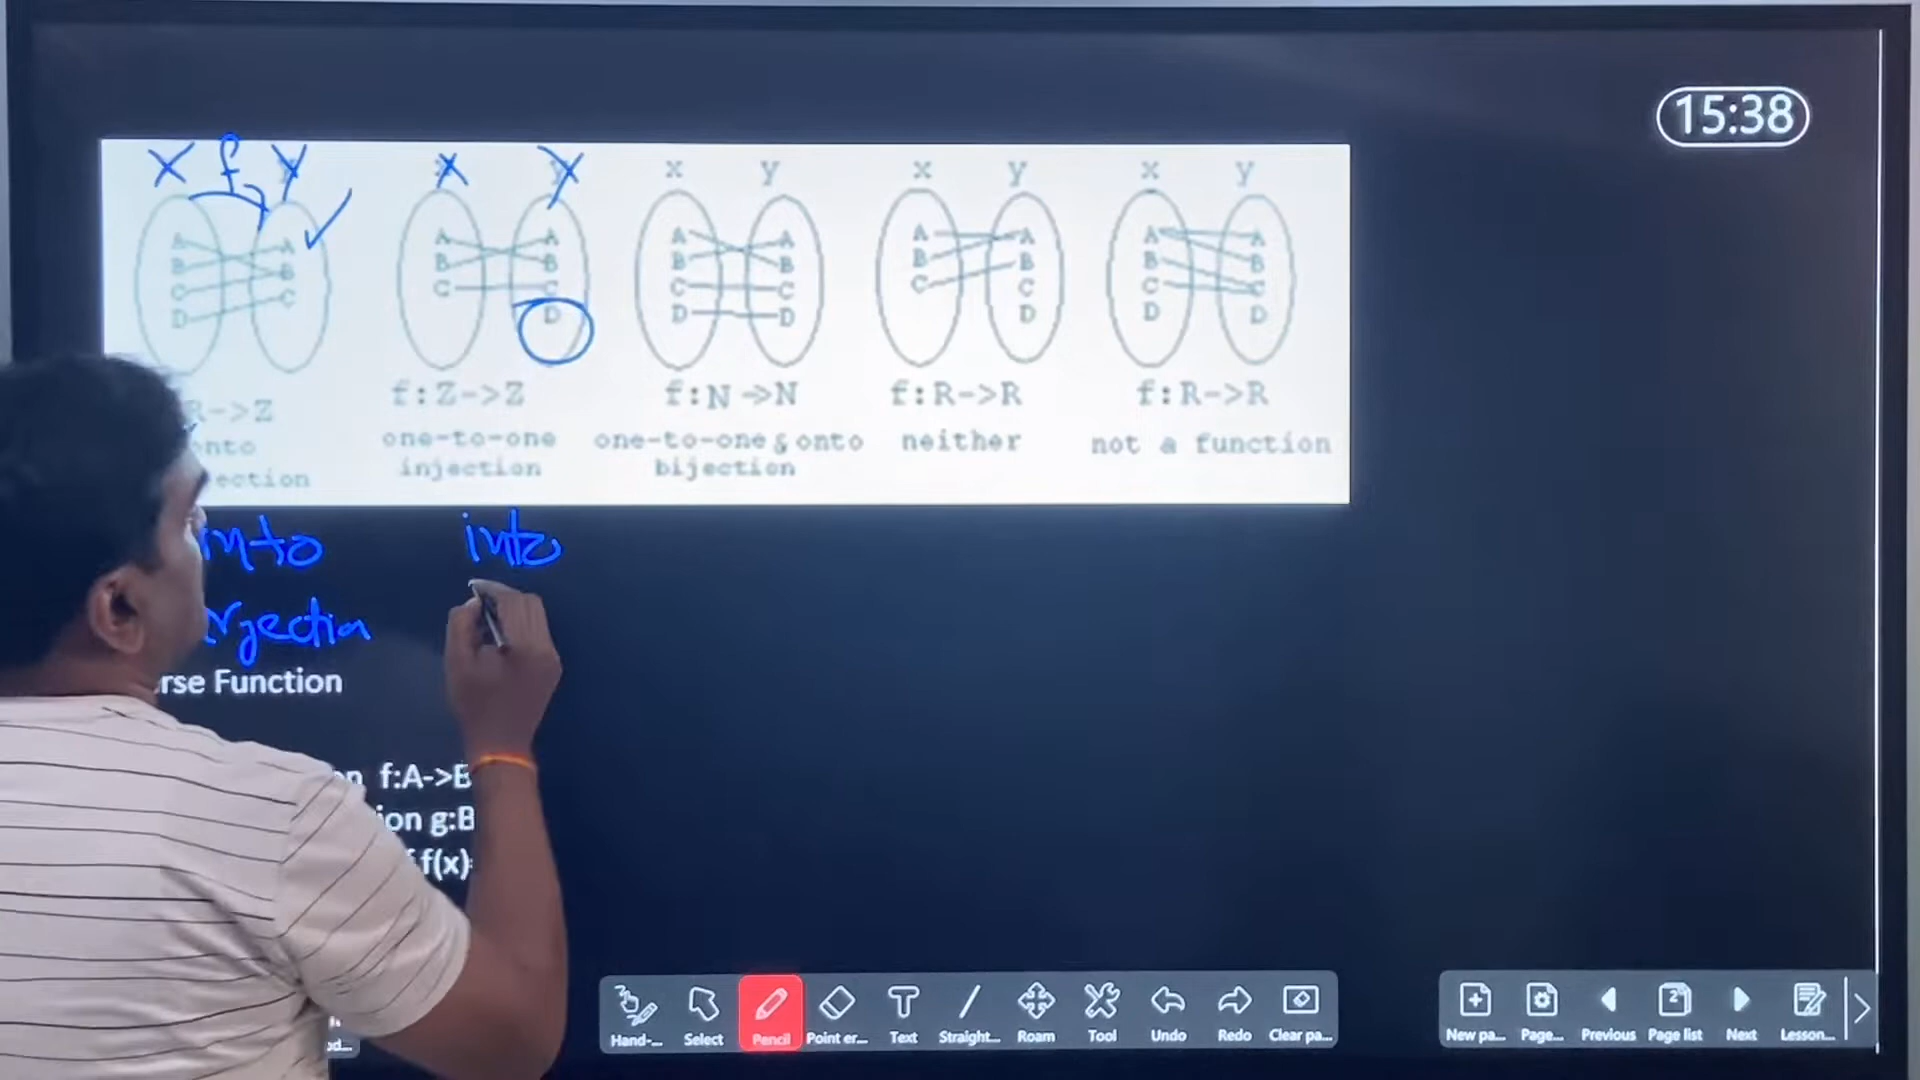 15:38
X f Y X Y x y x y x y
A A A A A A A A A A
B B B B B B B B B B
C C C C C C C C C C
D D D D D D D
R->Z f:Z->Z f:N->N f:R->R f:R->R
onto one-to-one one-to-one & onto neither not a function
ection injection bijection
into into
rjection
rse Function
on f:A->B
ion g:B
f f(x)
Hand-... Select Pencil Point er... Text Straight... Roam Tool Undo Redo Clear pa... New pa... Page... Previous Page list Next Lesson...